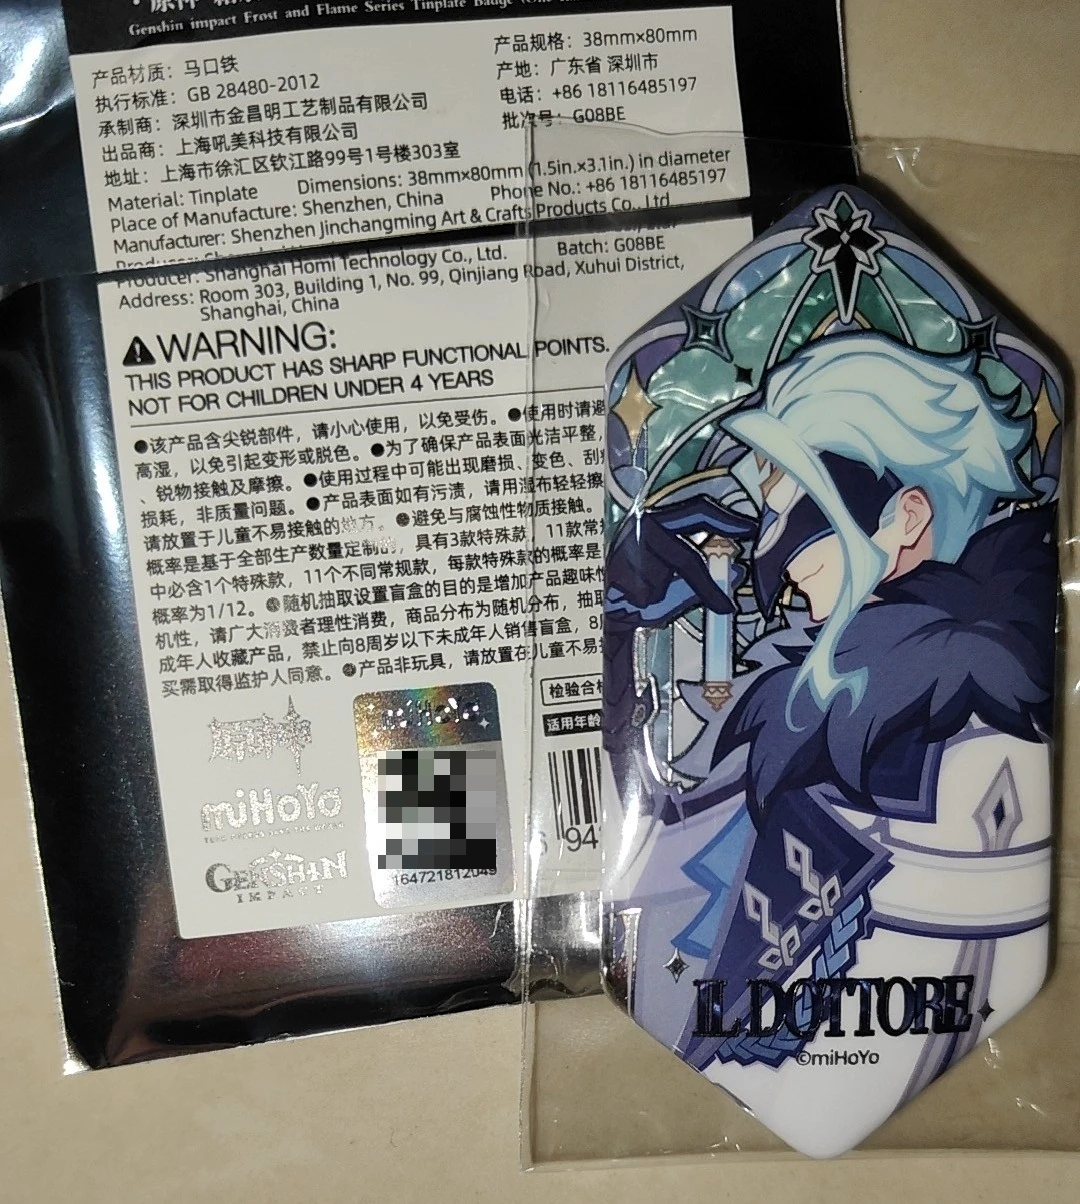 Genshin impact Frost and Flame Series Tinplate Badge
产品材质：马口铁
产品规格：38mm×80mm
执行标准：GB 28480-2012
产地：广东省 深圳市
承制商：深圳市金昌明工艺制品有限公司
电话：+86 18116485197
出品商：上海吼美科技有限公司
批次号：G08BE
地址：上海市徐汇区钦江路99号1号楼303室
Material: Tinplate
Dimensions: 38mm×80mm (1.5in.×3.1in.) in diameter
Place of Manufacture: Shenzhen, China
Phone No.: +86 18116485197
Manufacturer: Shenzhen Jinchangming Art & Crafts Products Co., Ltd
Producer: Shanghai Homi Technology Co., Ltd.
Batch: G08BE
Address: Room 303, Building 1, No. 99, Qinjiang Road, Xuhui District,
Shanghai, China
WARNING:
THIS PRODUCT HAS SHARP FUNCTIONAL POINTS.
NOT FOR CHILDREN UNDER 4 YEARS
●该产品含尖锐部件，请小心使用，以免受伤。●使用时请避
高湿，以免引起变形或脱色。●为了确保产品表面光洁平整，
、锐物接触及摩擦。●使用过程中可能出现磨损、变色、刮
损耗，非质量问题。●产品表面如有污渍，请用湿布轻轻擦
请放置于儿童不易接触的地方。●避免与腐蚀性物质接触。
概率是基于全部生产数量定制的，具有3款特殊款，11款常
中必含1个特殊款，11个不同常规款，每款特殊款的概率是
概率为1/12。●随机抽取设置盲盒的目的是增加产品趣味性
机性，请广大消费者理性消费，商品分布为随机分布，抽取
成年人收藏产品，禁止向8周岁以下未成年人销售盲盒，8
买需取得监护人同意。●产品非玩具，请放置在儿童不易
检验合格
适用年龄
原神
miHoYo
TECH OTAKUS SAVE THE WORLD
GENSHIN
IMPACT
miHoYo
164721812049
6 94
IL DOTTORE
©miHoYo